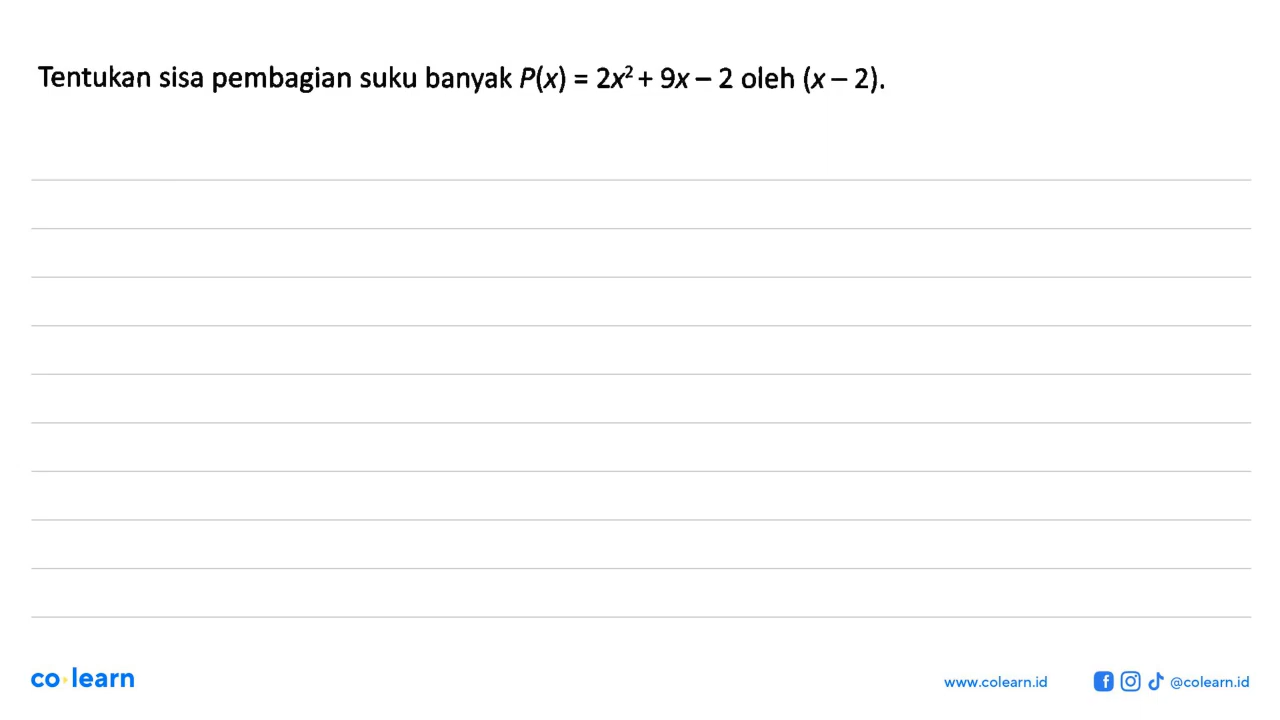 Tentukan sisa pembagian suku banyak P(x) = 2x² + 9x – 2 oleh (x – 2).
co learn
www.colearn.id
@colearn.id